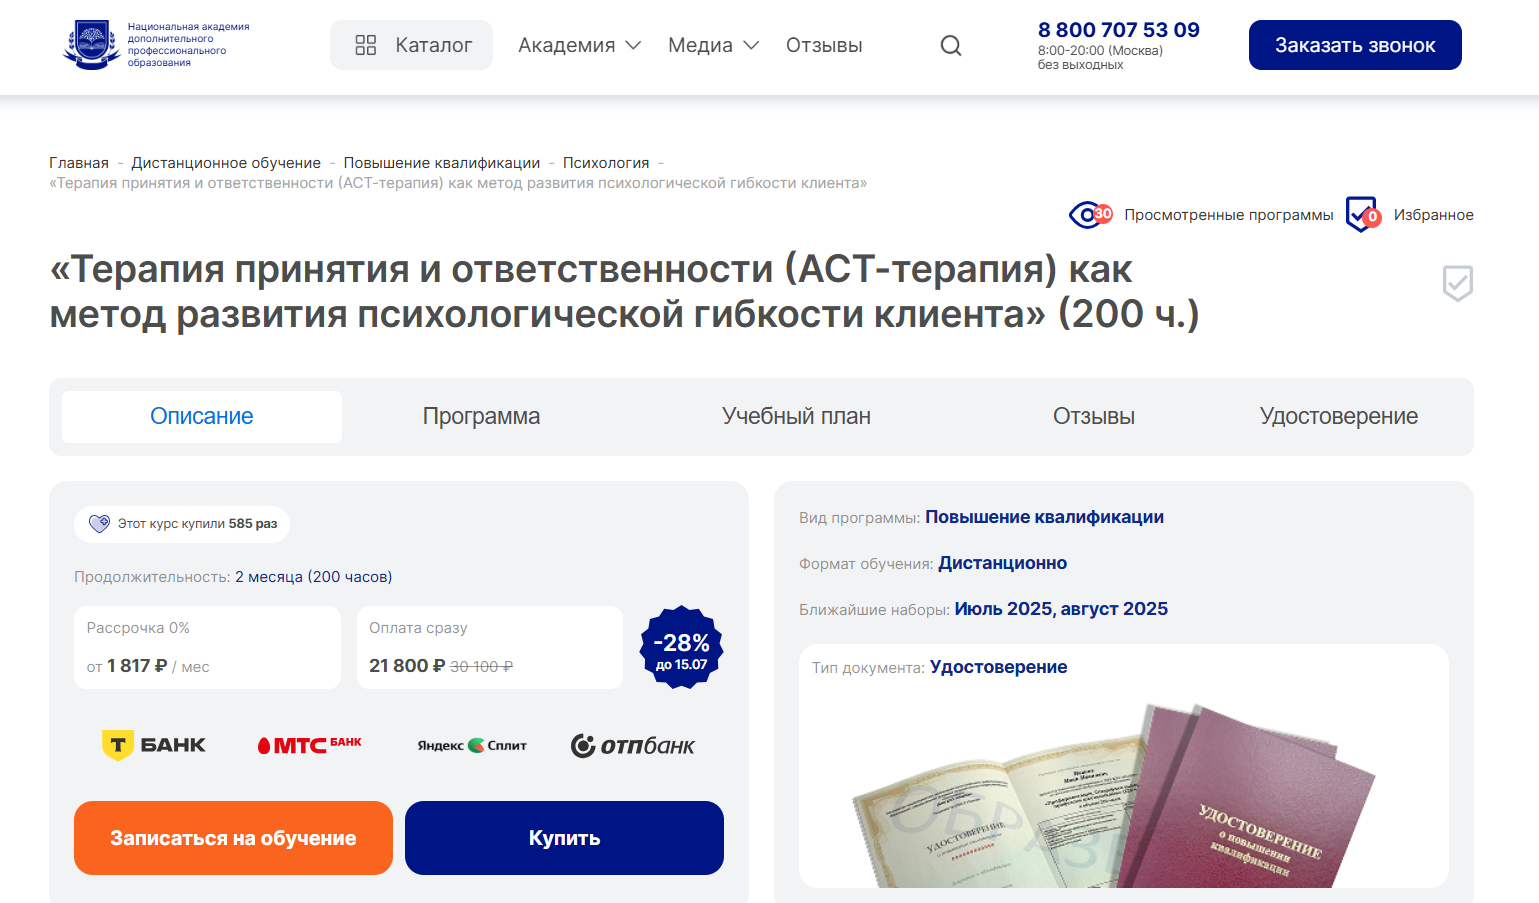 Национальная академия
дополнительного
профессионального
образования
Каталог
Академия
Медиа
Отзывы
8 800 707 53 09
8:00-20:00 (Москва)
без выходных
Заказать звонок
Главная - Дистанционное обучение - Повышение квалификации - Психология -
«Терапия принятия и ответственности (АСТ-терапия) как метод развития психологической гибкости клиента»
30 Просмотренные программы
0 Избранное
«Терапия принятия и ответственности (АСТ-терапия) как
метод развития психологической гибкости клиента» (200 ч.)
Описание
Программа
Учебный план
Отзывы
Удостоверение
Этот курс купили 585 раз
Продолжительность: 2 месяца (200 часов)
Рассрочка 0%
от 1 817 ₽ / мес
Оплата сразу
21 800 ₽ 30 100 ₽
-28%
до 15.07
Т БАНК
МТС БАНК
Яндекс Сплит
отпбанк
Записаться на обучение
Купить
Вид программы: Повышение квалификации
Формат обучения: Дистанционно
Ближайшие наборы: Июль 2025, август 2025
Тип документа: Удостоверение
ОБРАЗЕ
УДОСТОВЕРЕНИЕ
УДОСТОВЕРЕНИЕ
о повышении
квалификации